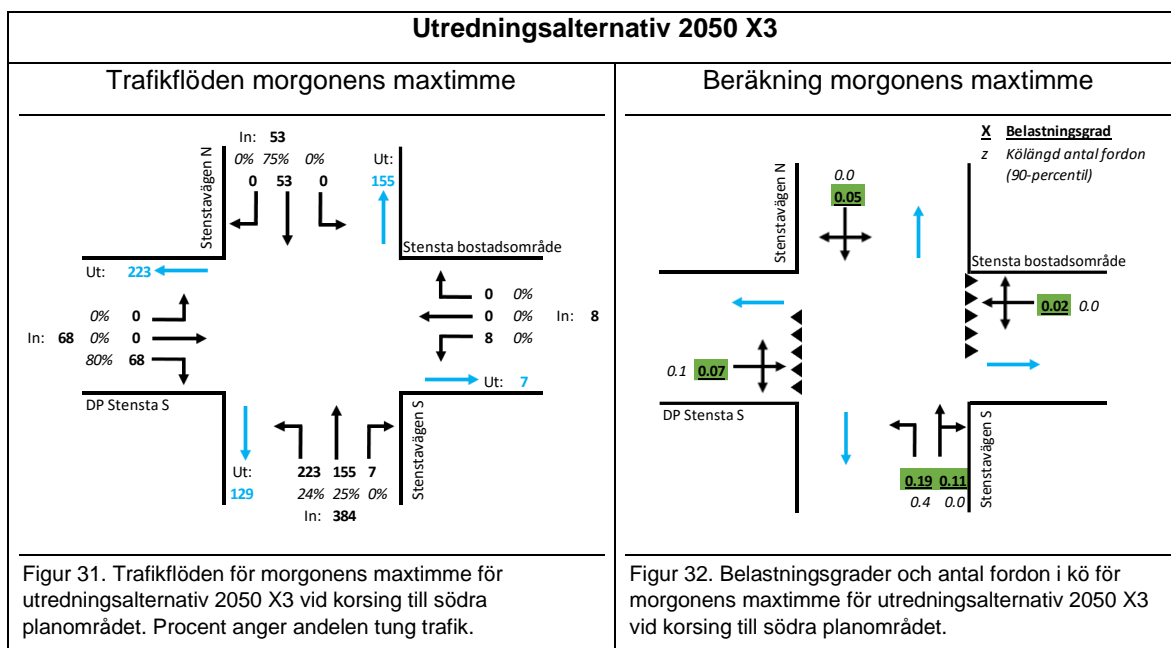 Utredningsalternativ 2050 X3
Trafikflöden morgonens maxtimme
In: 53
0% 75% 0%
0 53 0
Ut:
155
Stenstavägen N
Stensta bostadsområde
Ut: 223
0% 0
In: 68 0% 0
80% 68
0 0%
0 0% In: 8
8 0%
Ut: 7
DP Stensta S
Stenstavägen S
Ut:
129
223 155 7
24% 25% 0%
In: 384
Figur 31. Trafikflöden för morgonens maxtimme för
utredningsalternativ 2050 X3 vid korsing till södra
planområdet. Procent anger andelen tung trafik.
Beräkning morgonens maxtimme
X Belastningsgrad
z Kölängd antal fordon
(90-percentil)
0.0
0.05
Stenstavägen N
Stensta bostadsområde
0.02 0.0
0.1 0.07
DP Stensta S
Stenstavägen S
0.19 0.11
0.4 0.0
Figur 32. Belastningsgrader och antal fordon i kö för
morgonens maxtimme för utredningsalternativ 2050 X3
vid korsing till södra planområdet.